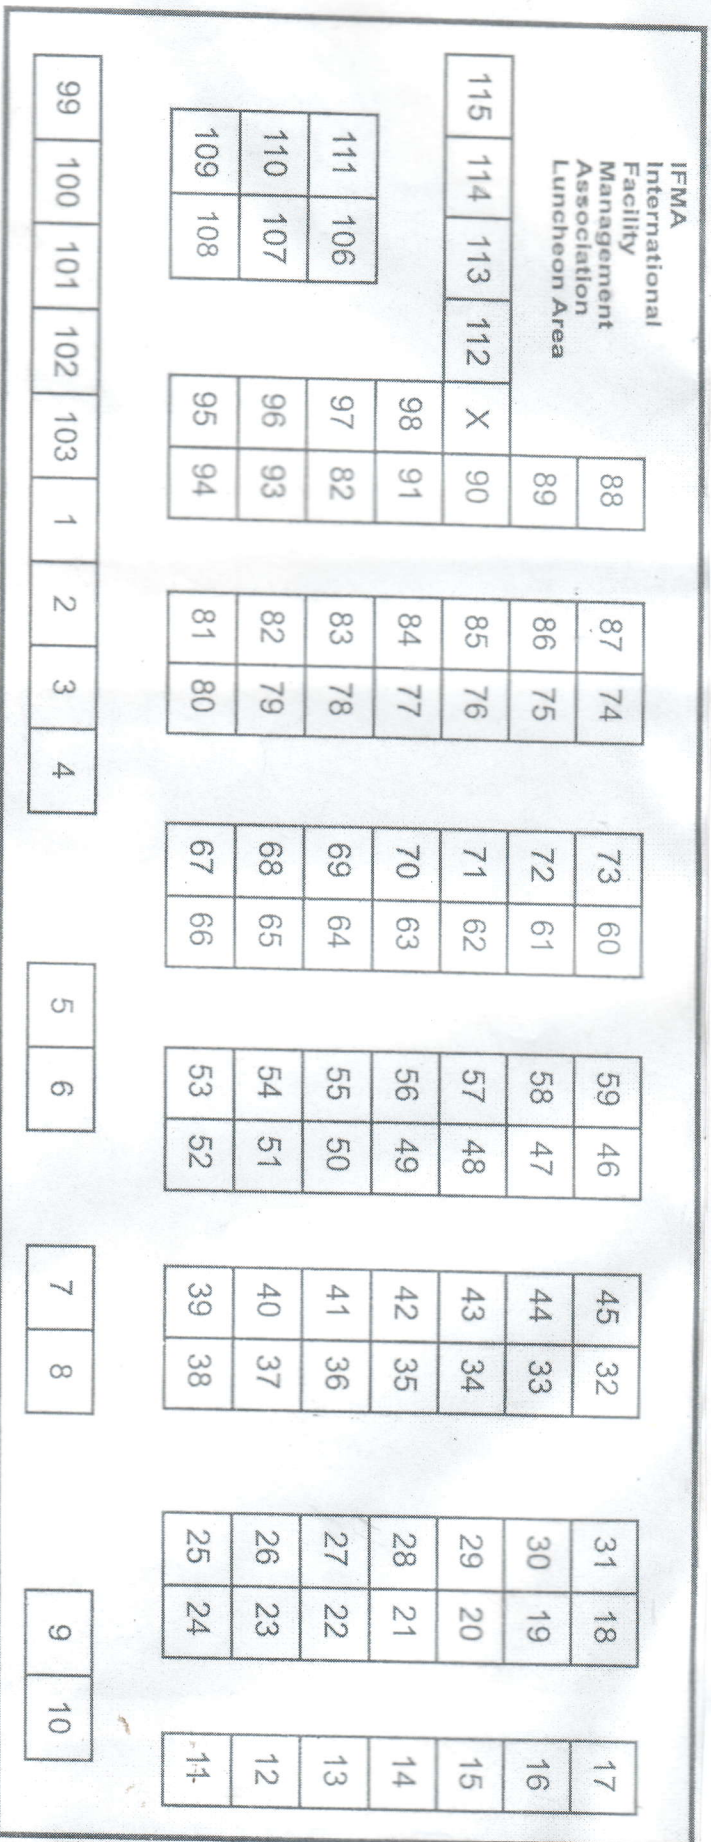 IFMA
International
Facility
Management
Association
Luncheon Area
88 87 74 73 60 59 46 45 32 31 18 17
89 86 75 72 61 58 47 44 33 30 19 16
115 114 113 112 X 90 85 76 71 62 57 48 43 34 29 20 15
98 91 84 77 70 63 56 49 42 35 28 21 14
111 106 97 82 83 78 69 64 55 50 41 36 27 22 13
110 107 96 93 82 79 68 65 54 51 40 37 26 23 12
109 108 95 94 81 80 67 66 53 52 39 38 25 24 11
99 100 101 102 103 1 2 3 4 5 6 7 8 9 10